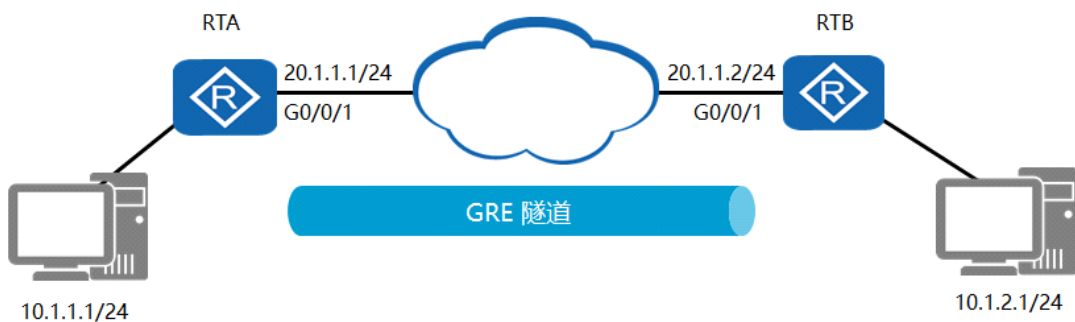 RTA
RTB
20.1.1.1/24
20.1.1.2/24
R
R
G0/0/1
G0/0/1
GRE 隧道
10.1.1.1/24
10.1.2.1/24